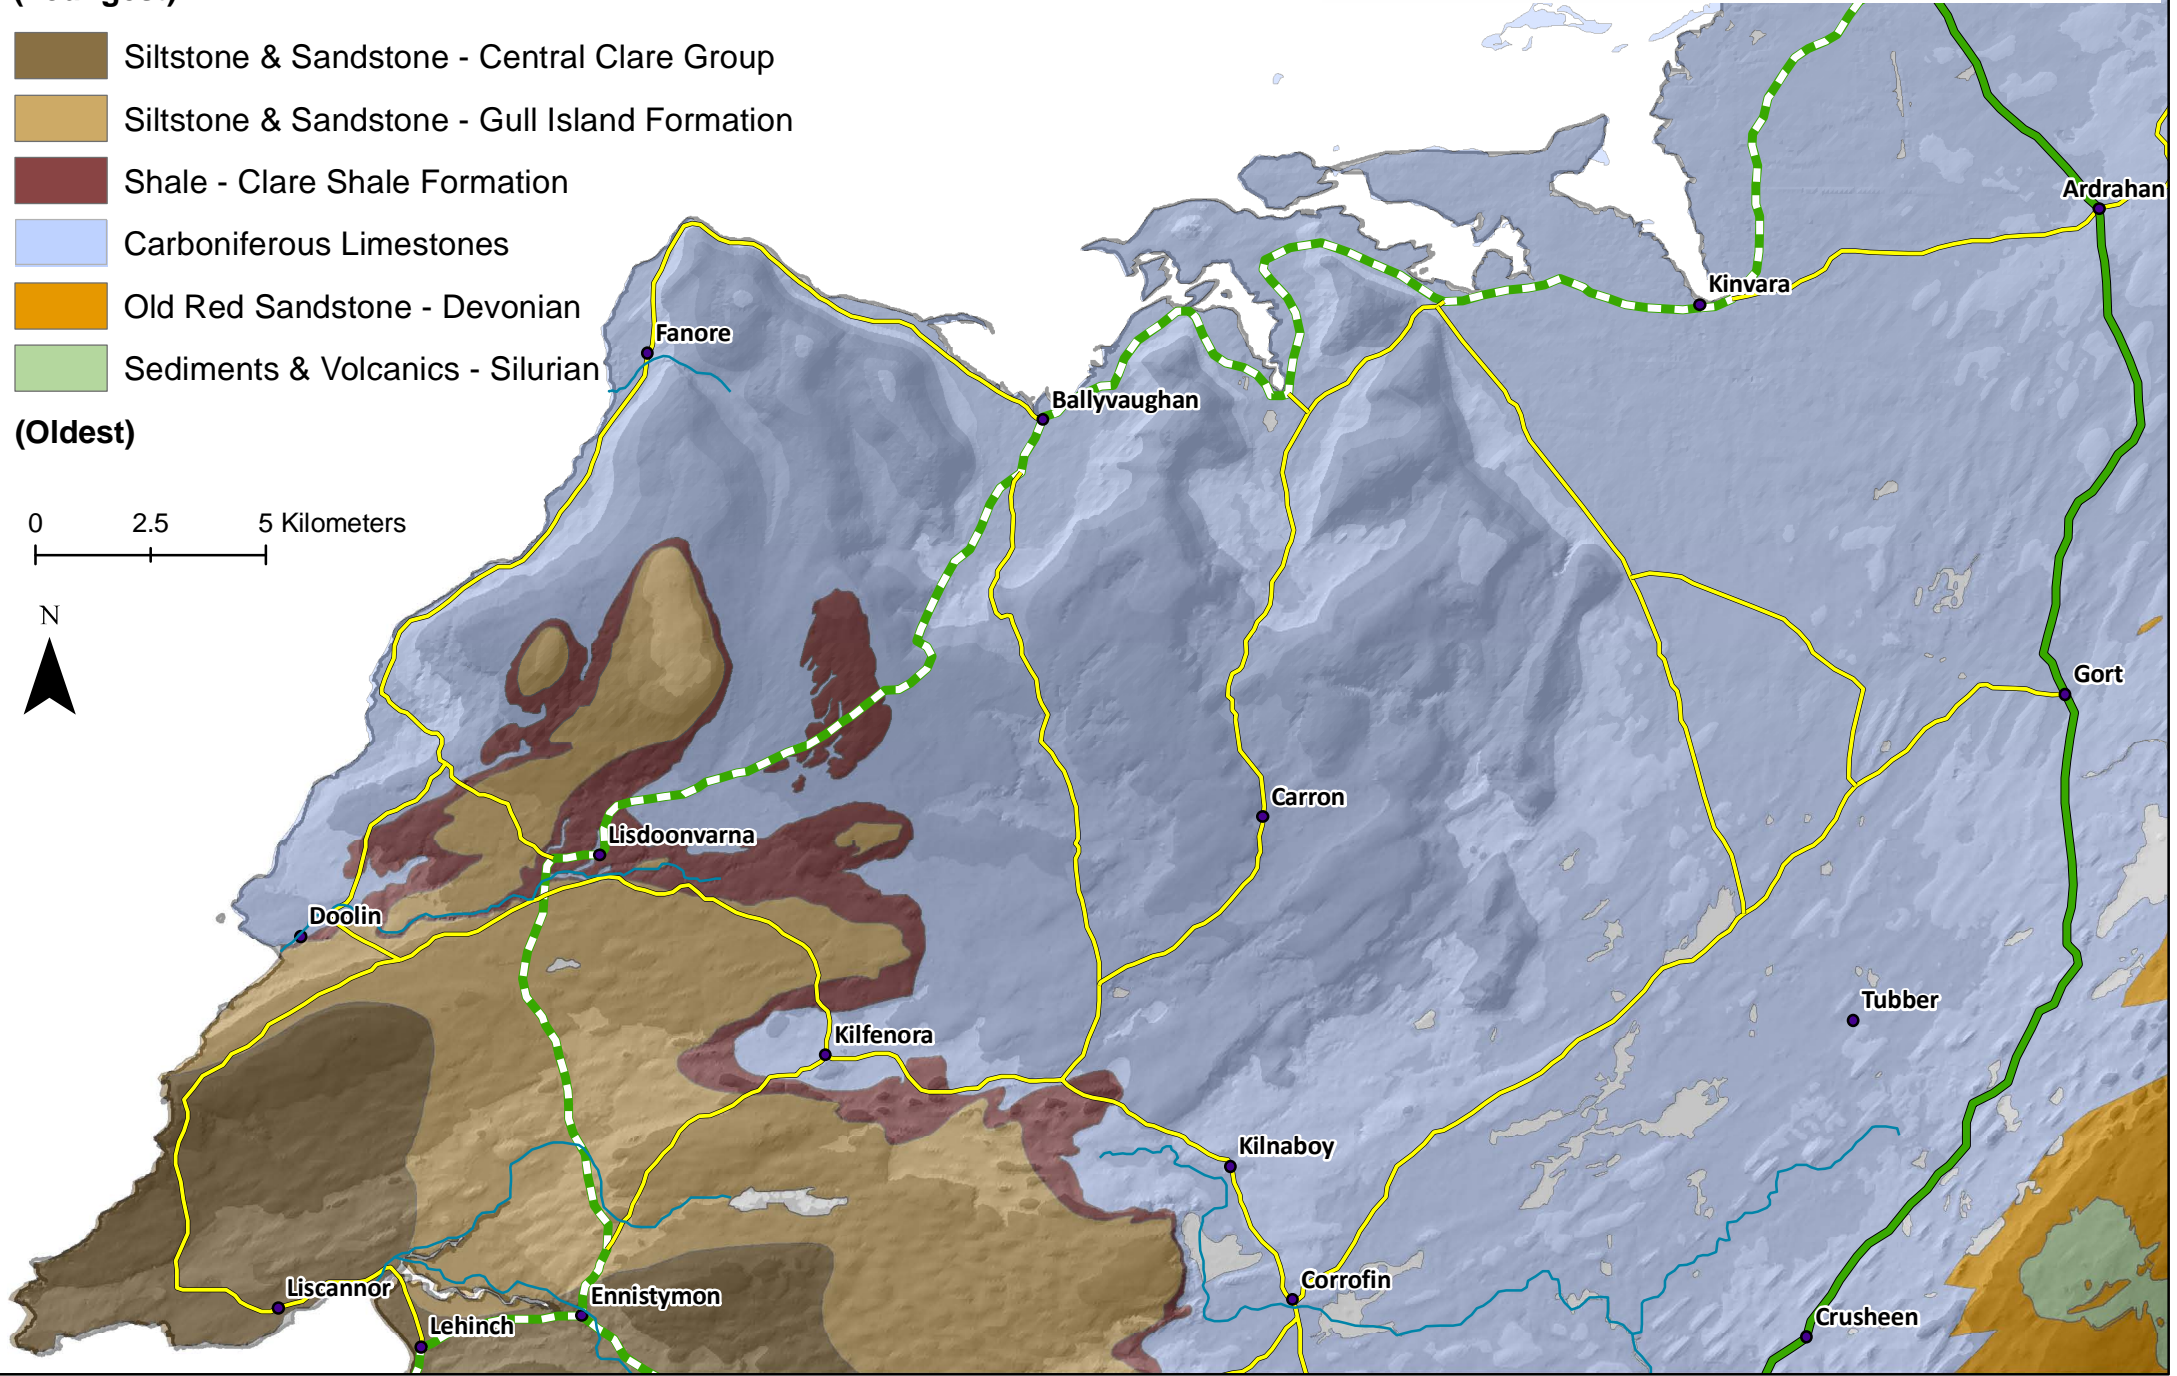 (Youngest)
Siltstone & Sandstone - Central Clare Group
Siltstone & Sandstone - Gull Island Formation
Shale - Clare Shale Formation
Carboniferous Limestones
Old Red Sandstone - Devonian
Sediments & Volcanics - Silurian
(Oldest)
0 2.5 5 Kilometers
N
Ardrahan
Kinvara
Fanore
Ballyvaughan
Gort
Carron
Lisdoonvarna
Doolin
Tubber
Kilfenora
Kilnaboy
Corrofin
Liscannor
Ennistymon
Crusheen
Lehinch